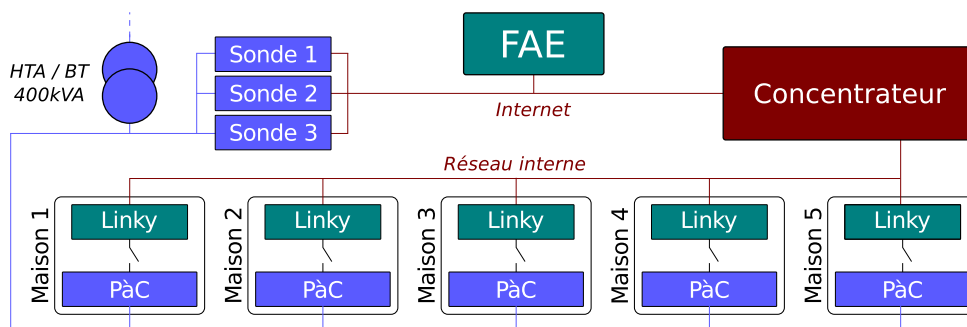 HTA / BT
400kVA
Sonde 1
Sonde 2
Sonde 3
FAE
Internet
Concentrateur
Réseau interne
Maison 1
Linky
PàC
Maison 2
Linky
PàC
Maison 3
Linky
PàC
Maison 4
Linky
PàC
Maison 5
Linky
PàC